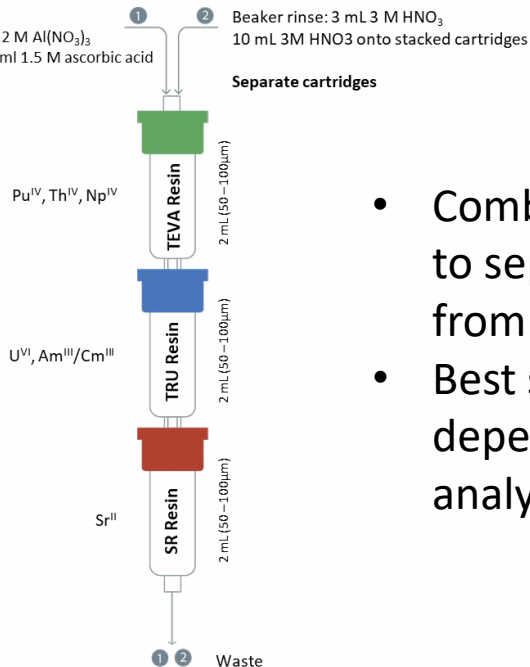 1
2
Beaker rinse: 3 mL 3 M HNO₃
10 mL 3M HNO3 onto stacked cartridges
2 M Al(NO₃)₃
ml 1.5 M ascorbic acid
Separate cartridges
Puᴵⱽ, Thᴵⱽ, Npᴵⱽ
TEVA Resin
2 mL (50 – 100μm)
• Comb
to sep
from
Uⱽᴵ, Amᴵᴵᴵ/Cmᴵᴵᴵ
TRU Resin
2 mL (50 – 100μm)
• Best s
depe
analy
Srᴵᴵ
SR Resin
2 mL (50 – 100μm)
1 2 Waste